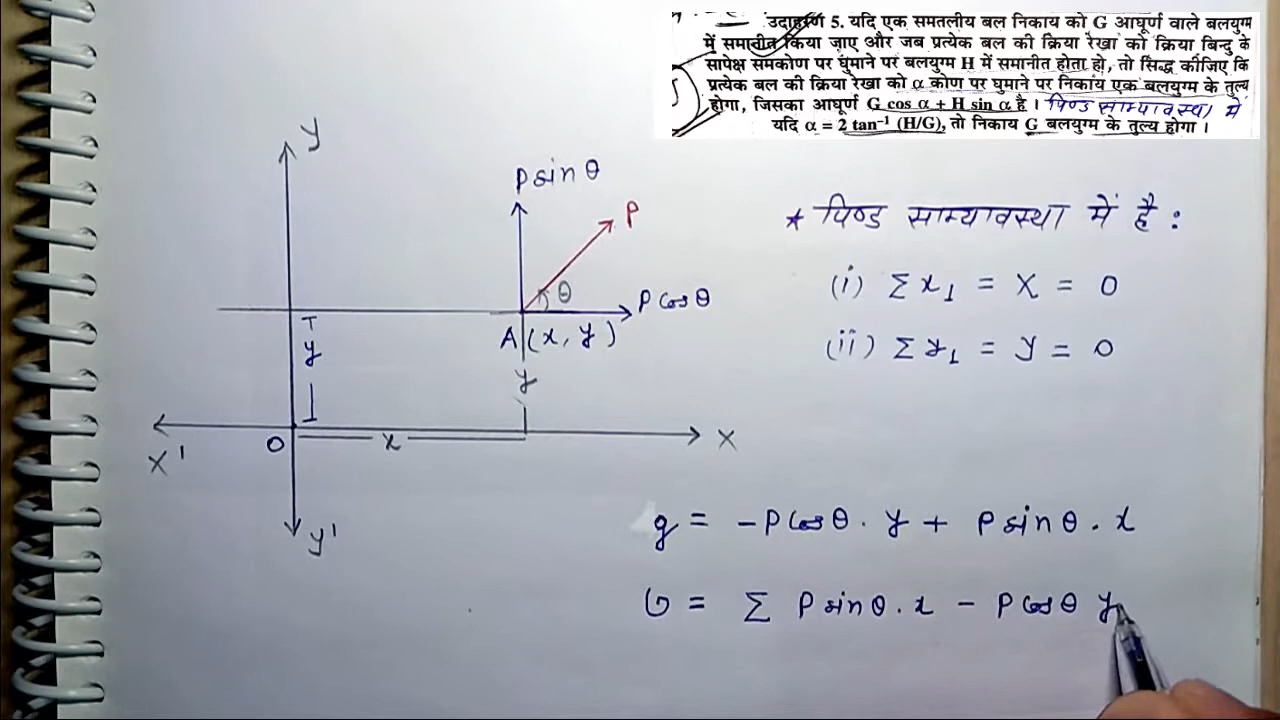 उदाहरण 5. यदि एक समतलीय बल निकाय को G आघूर्ण वाले बलयुग्म
में समानीत किया जाए और जब प्रत्येक बल की क्रिया रेखा को क्रिया बिन्दु के
सापेक्ष समकोण पर घुमाने पर बलयुग्म H में समानीत होता हो, तो सिद्ध कीजिए कि
प्रत्येक बल की क्रिया रेखा को α कोण पर घुमाने पर निकाय एक बलयुग्म के तुल्य
होगा, जिसका आघूर्ण G cos α + H sin α है। पिण्ड साम्यावस्था में
यदि α = 2 tan⁻¹ (H/G), तो निकाय G बलयुग्म के तुल्य होगा।
y
P sin θ
P
θ
P cos θ
A(x, y)
y
y
O
x
X
X'
y'
* पिण्ड साम्यावस्था में है :
(i) Σx₁ = X = 0
(ii) Σy₁ = y = 0
g = -P cos θ . y + P sin θ . x
G = Σ P sin θ . x - P cos θ y